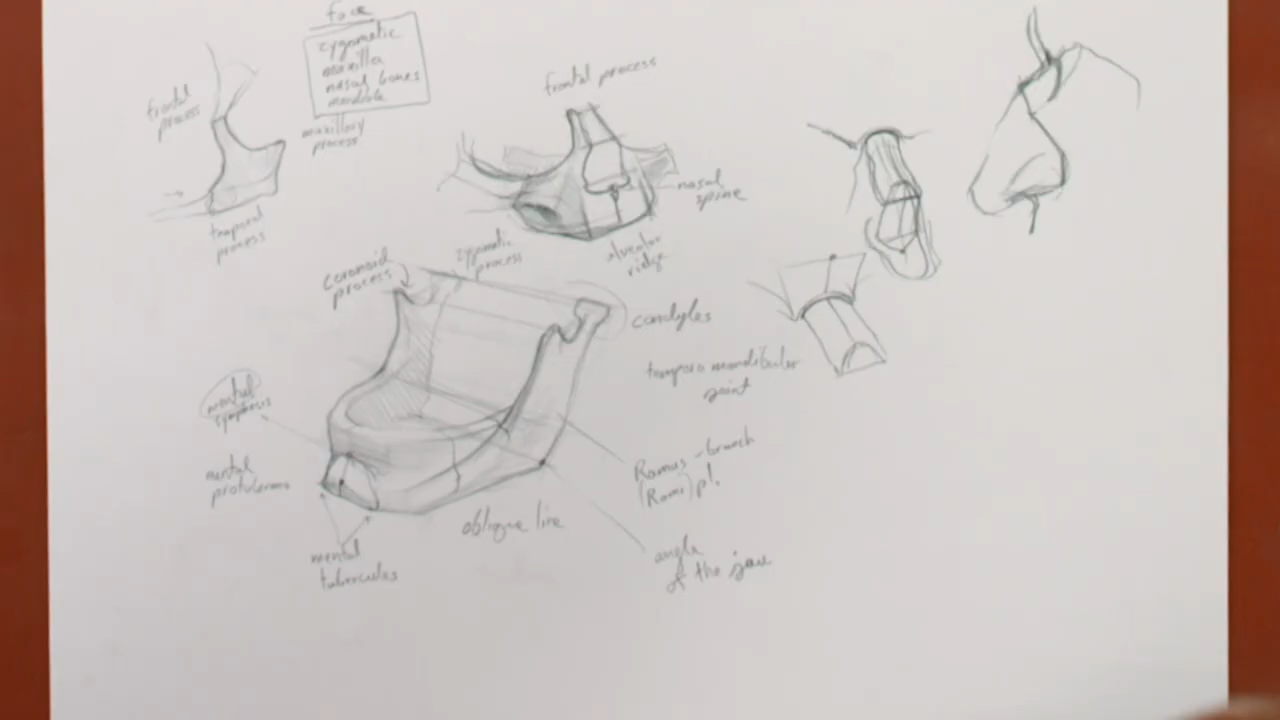 face
zygomatic
maxilla
nasal bones
mandible
frontal
process
maxillary
process
temporal
process
frontal process
nasal
spine
zygomatic
process
alveolar
ridge
coronoid
process
condyles
temporo mandibular
joint
mental
symphysis
mental
protuberance
Ramus - branch
(Rami) pl.
oblique line
angle
of the jaw
mental
tubercules